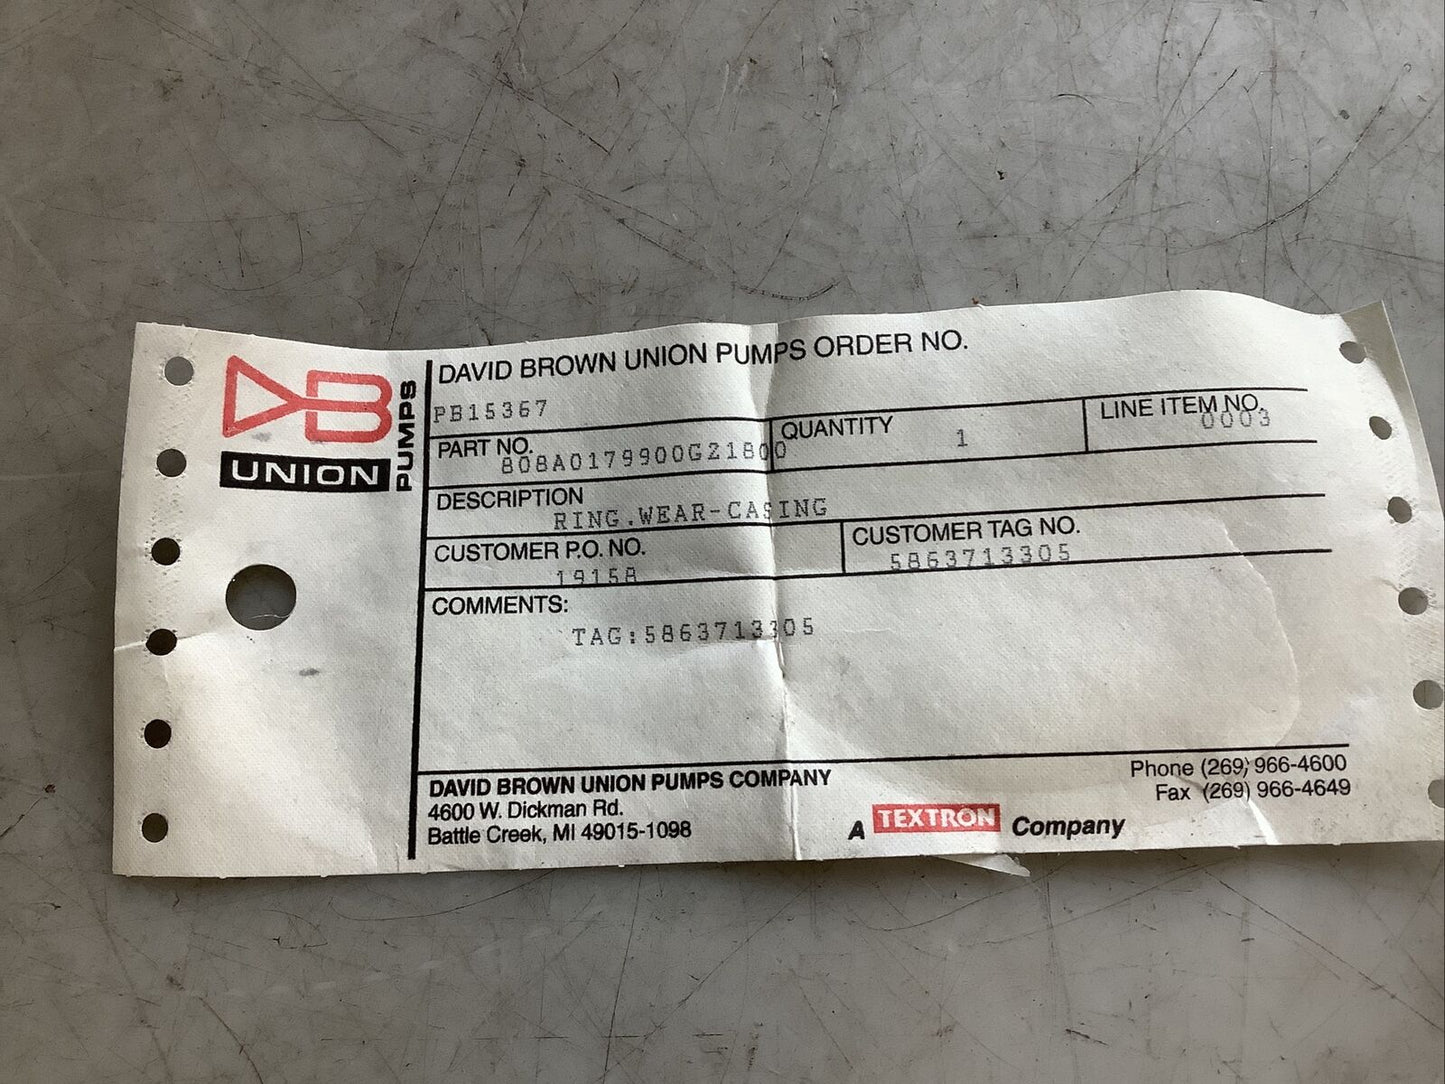 DB
UNION
PUMPS
DAVID BROWN UNION PUMPS ORDER NO.
PB15367
PART NO.
808A0179900G21800
QUANTITY
1
LINE ITEM NO.
0003
DESCRIPTION
RING.WEAR-CASING
CUSTOMER P.O. NO.
CUSTOMER TAG NO.
5863713305
COMMENTS:
TAG:5863713305
DAVID BROWN UNION PUMPS COMPANY
4600 W. Dickman Rd.
Battle Creek, MI 49015-1098
A TEXTRON Company
Phone (269) 966-4600
Fax (269) 966-4649